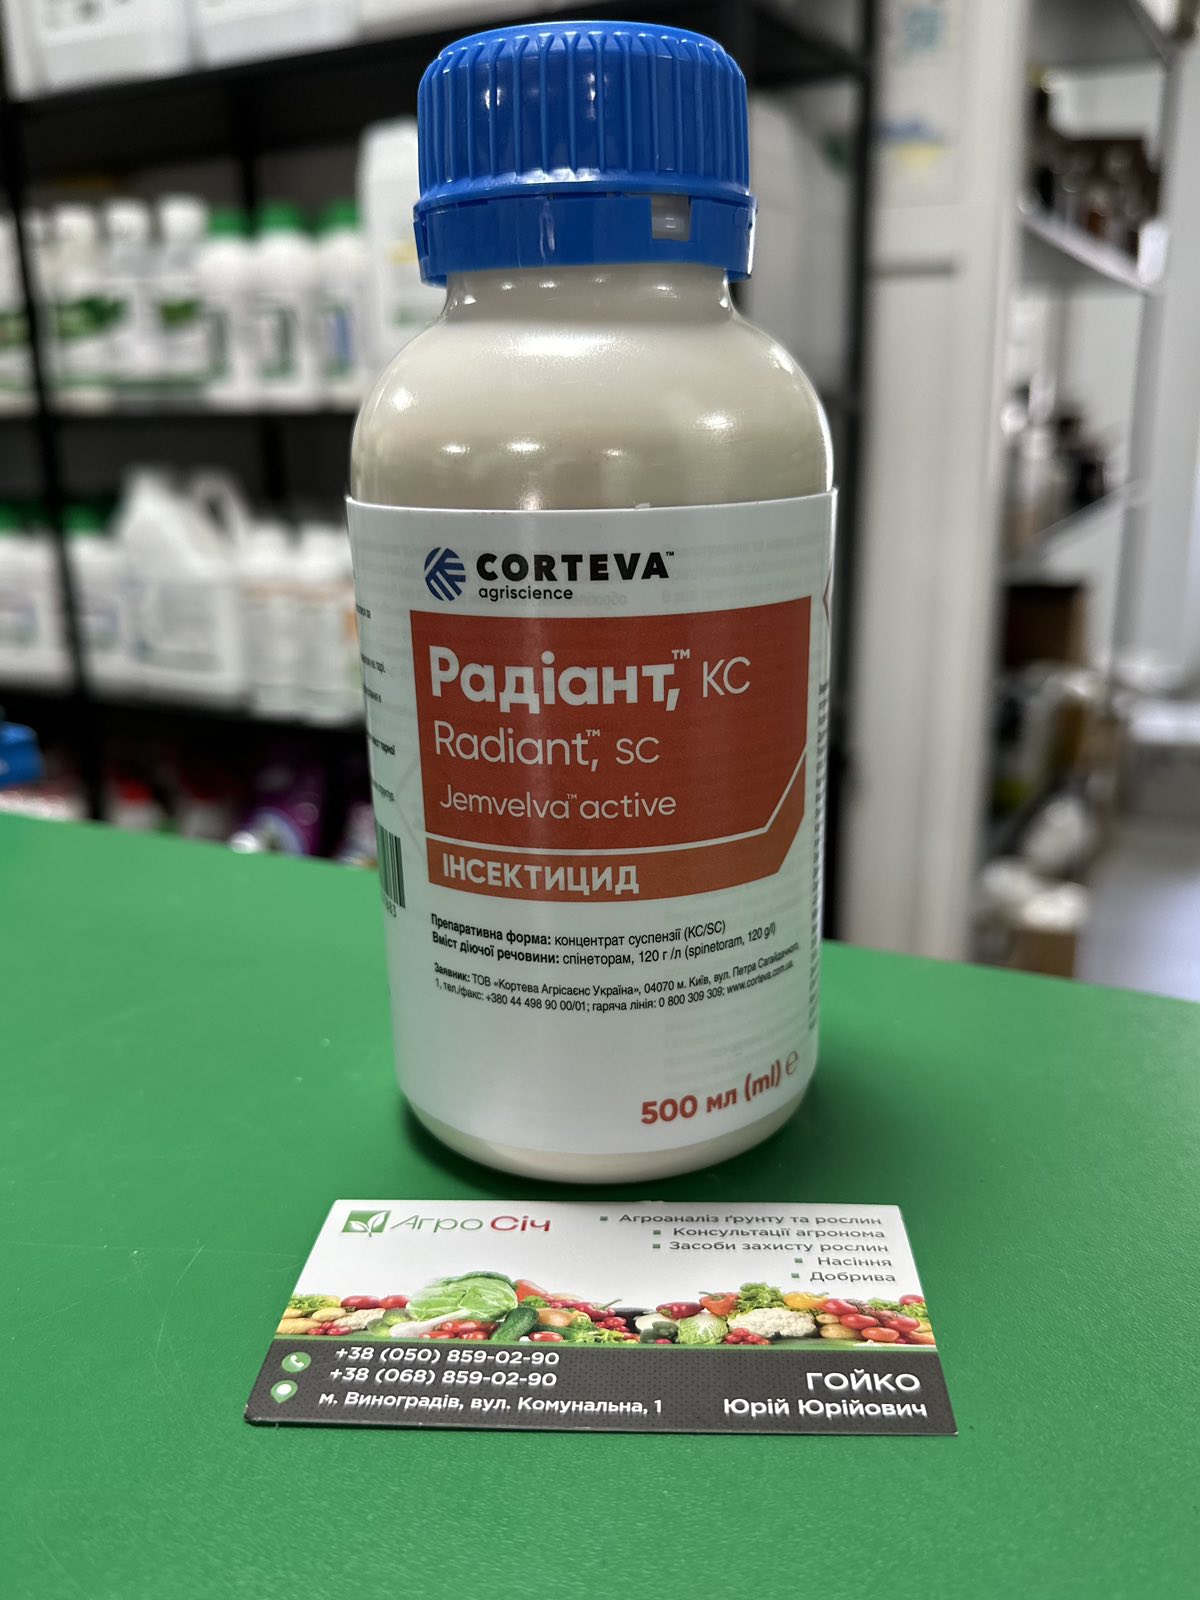 CORTEVA™
agriscience
Радіант,™ КС
Radiant,™ SC
Jemvelva™ active
ІНСЕКТИЦИД
Препаративна форма: концентрат суспензії (КС/SC)
Вміст діючої речовини: спінеторам, 120 г /л (spinetoram, 120 g/l)
Заявник: ТОВ «Кортева Агрісаєнс Україна», 04070 м. Київ, вул. Петра Сагайдачного,
1, тел./факс: +380 44 498 90 00/01; гаряча лінія: 0 800 309 309; www.corteva.com.ua.
500 мл (ml) e
Агро Січ
▪ Агроаналіз ґрунту та рослин
▪ Консультації агронома
▪ Засоби захисту рослин
▪ Насіння
▪ Добрива
+38 (050) 859-02-90
+38 (068) 859-02-90
м. Виноградів, вул. Комунальна, 1
ГОЙКО
Юрій Юрійович